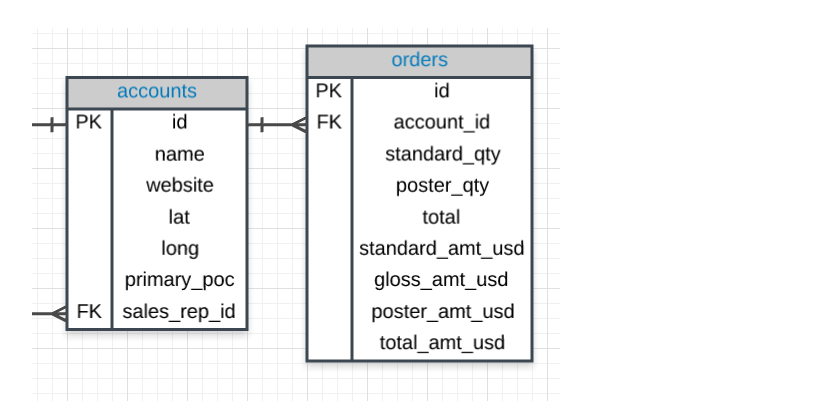 accounts
PK id
name
website
lat
long
primary_poc
FK sales_rep_id
orders
PK id
FK account_id
standard_qty
poster_qty
total
standard_amt_usd
gloss_amt_usd
poster_amt_usd
total_amt_usd